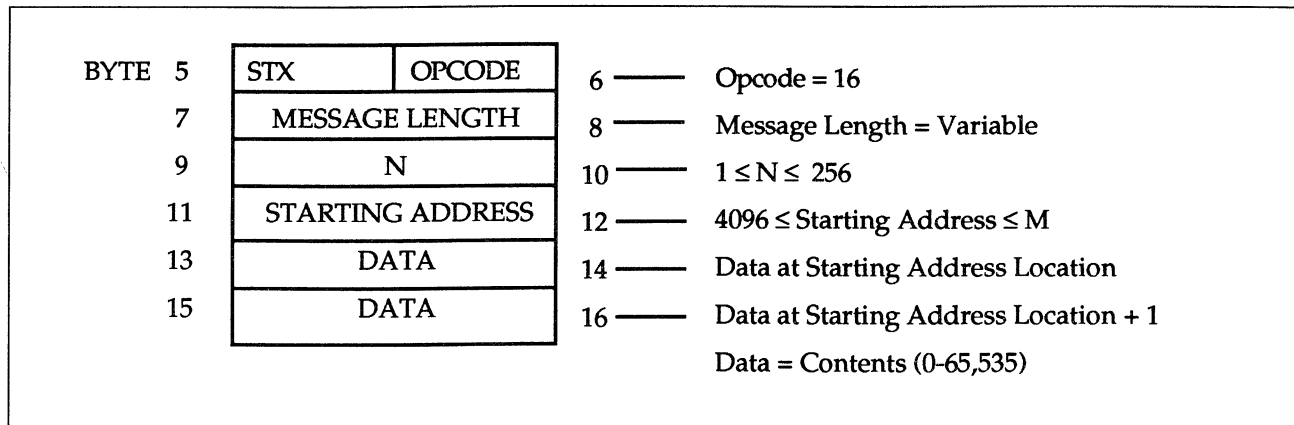 BYTE 5 STX OPCODE 6 Opcode = 16
7 MESSAGE LENGTH 8 Message Length = Variable
9 N 10 1 ≤ N ≤ 256
11 STARTING ADDRESS 12 4096 ≤ Starting Address ≤ M
13 DATA 14 Data at Starting Address Location
15 DATA 16 Data at Starting Address Location + 1
Data = Contents (0-65,535)